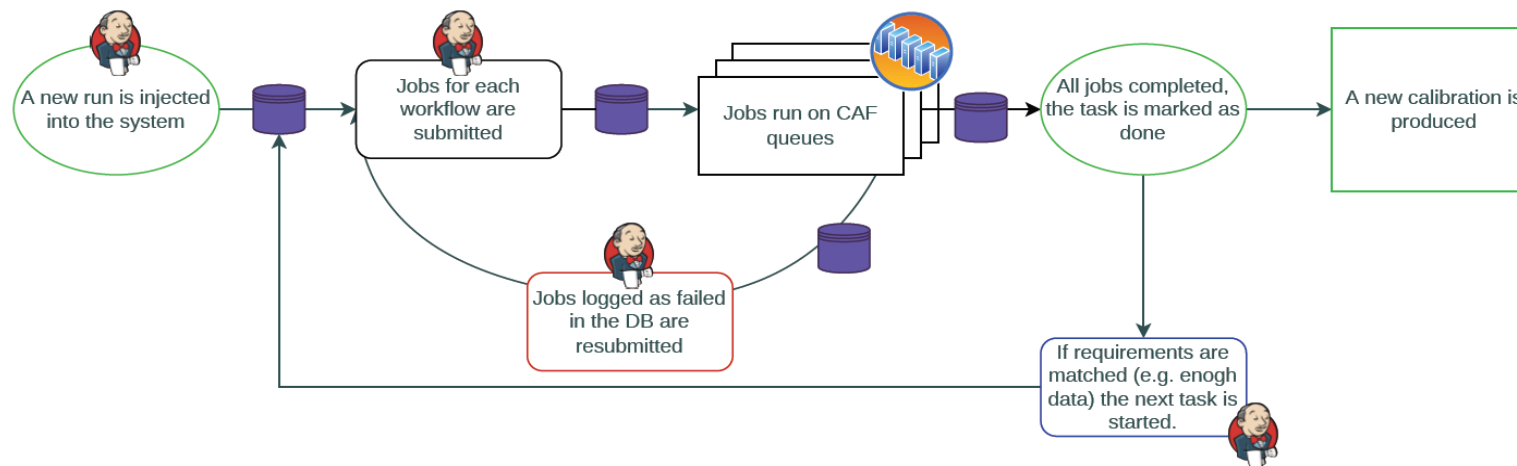 A new run is injected
into the system
Jobs for each
workflow are
submitted
Jobs run on CAF
queues
All jobs completed,
the task is marked as
done
A new calibration is
produced
Jobs logged as failed
in the DB are
resubmitted
If requirements are
matched (e.g. enogh
data) the next task is
started.